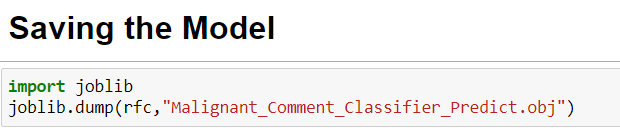 Saving the Model
import joblib
joblib.dump(rfc,"Malignant_Comment_Classifier_Predict.obj")